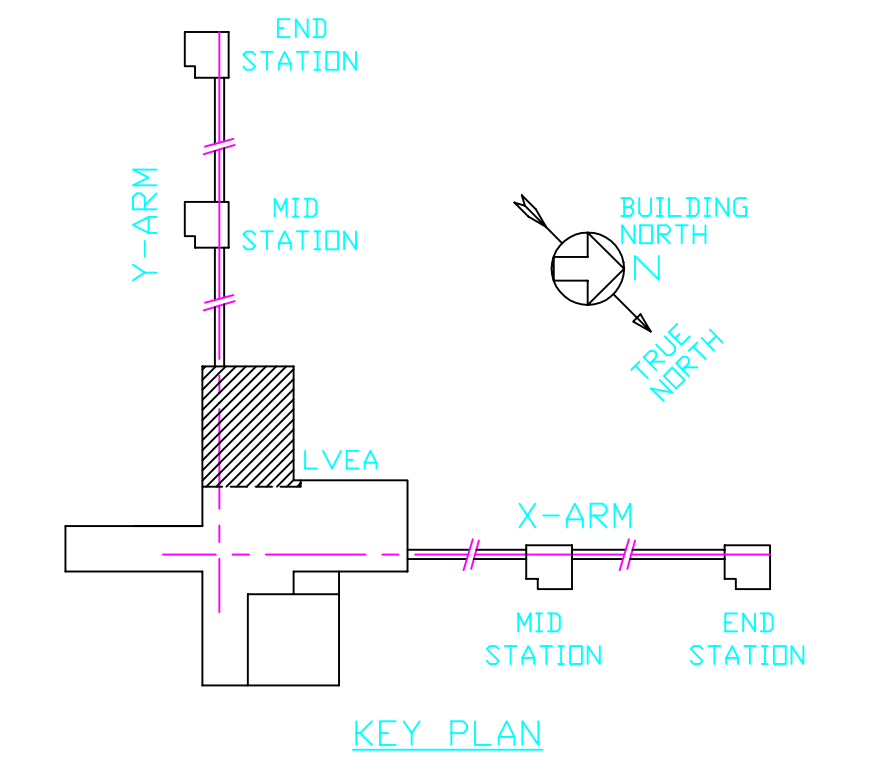 END
STATION
Y-ARM
MID
STATION
BUILDING
NORTH
N
TRUE
NORTH
LVEA
X-ARM
MID
STATION
END
STATION
KEY PLAN